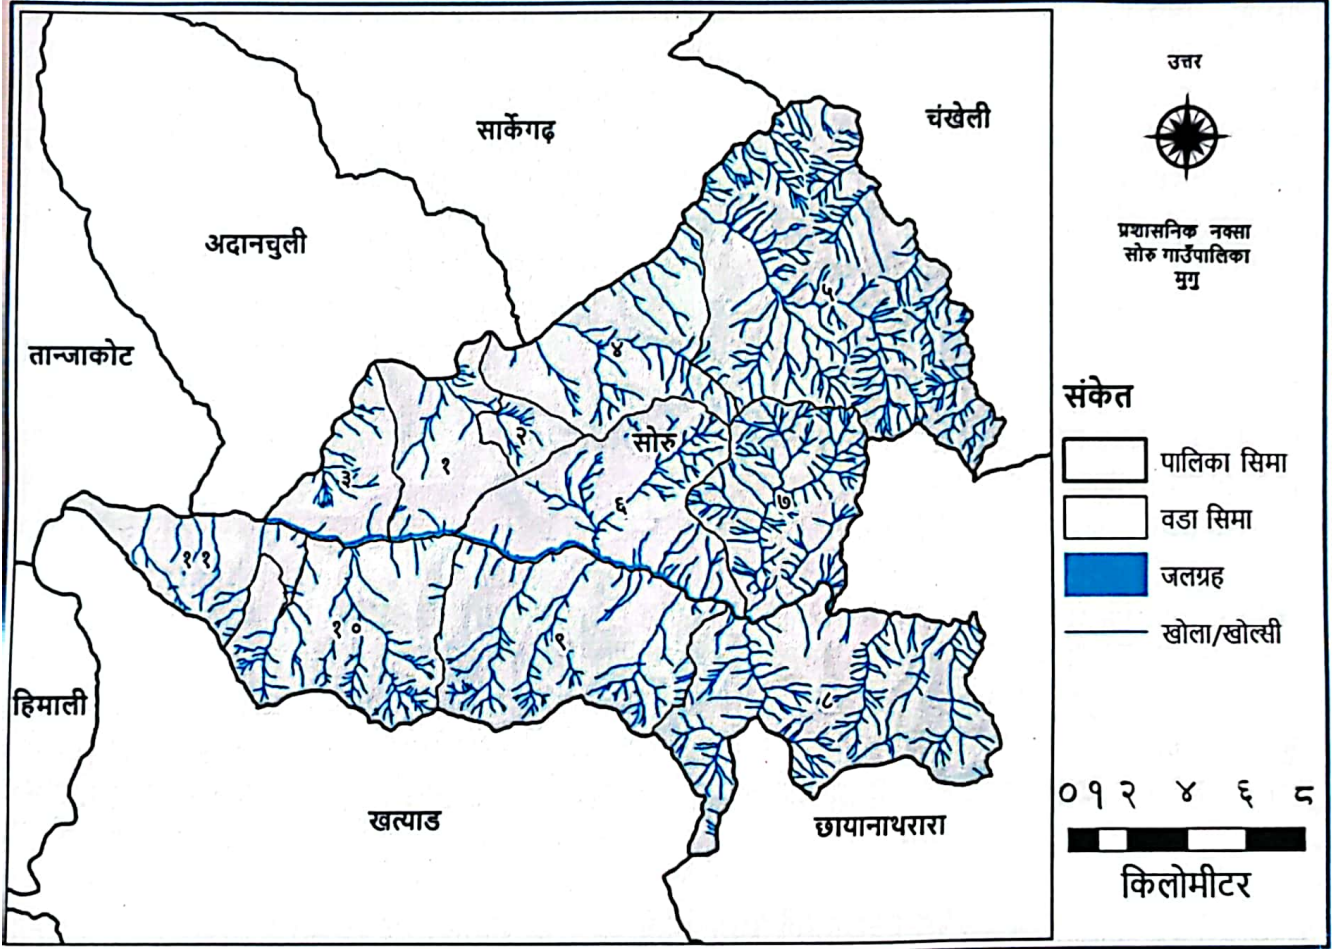 उत्तर
प्रशासनिक नक्सा
सोरु गाउँपालिका
मुगु
सार्केगढ़
चंखेली
अदानचुली
तान्जाकोट
५
४
सोरु
२
१
३
६
७
११
१०
९
८
हिमाली
खत्याड
छायानाथरारा
संकेत
पालिका सिमा
वडा सिमा
जलग्रह
खोला/खोल्सी
० १ २ ४ ६ ८
किलोमीटर